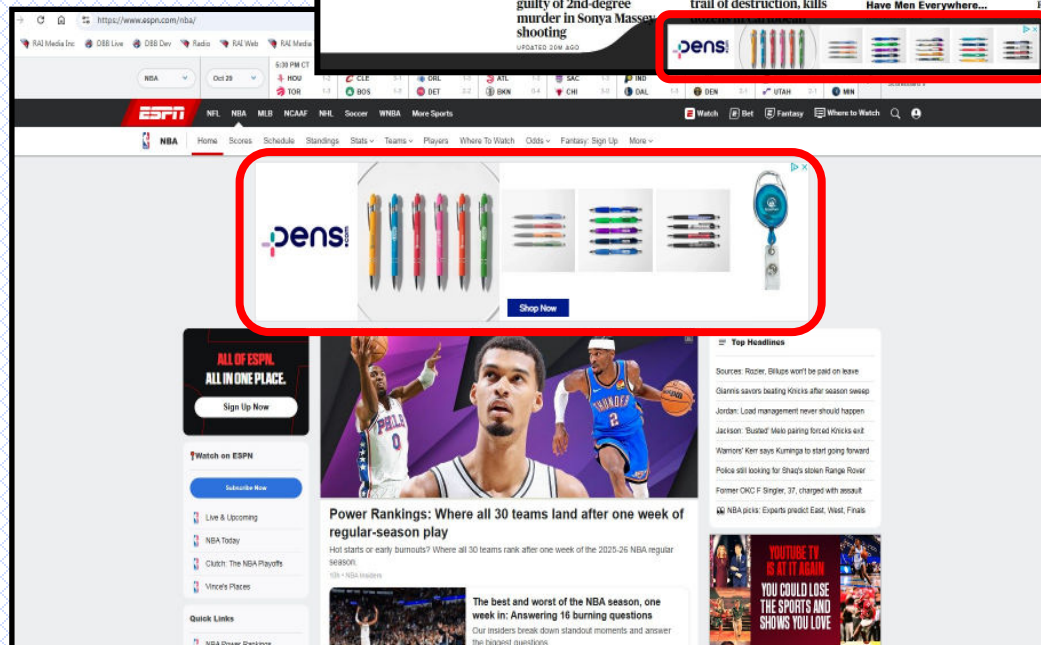 guilty of 2nd-degree
murder in Sonya Massey
shooting
UPDATED 20M AGO
trail of destruction, kills
dozens in Caribbean
Have Men Everywhere...
pens.com
https://www.espn.com/nba/
RAI Media Inc
DBB Live
DBB Dev
Radio
RAI Web
RAI Media
NBA
Oct 29
6:30 PM CT
HOU
TOR
CLE
BOS
ORL
DET
ATL
BKN
SAC
CHI
IND
DAL
DEN
UTAH
MIN
ESPN
NFL
NBA
MLB
NCAAF
NHL
Soccer
WNBA
More Sports
Watch
Bet
Fantasy
Where to Watch
NBA
Home
Scores
Schedule
Standings
Stats
Teams
Players
Where To Watch
Odds
Fantasy: Sign Up
More
pens.com
Shop Now
ALL OF ESPN.
ALL IN ONE PLACE.
Sign Up Now
Watch on ESPN
Subscribe Now
Live & Upcoming
NBA Today
Clutch: The NBA Playoffs
Vince's Places
Quick Links
NBA Power Rankings
PHILA
0
THUNDER
2
Power Rankings: Where all 30 teams land after one week of
regular-season play
Hot starts or early burnouts? Where all 30 teams rank after one week of the 2025-26 NBA regular
season.
NBA Insiders
The best and worst of the NBA season, one
week in: Answering 16 burning questions
Our insiders break down standout moments and answer
the biggest questions
Top Headlines
Sources: Rozier, Billups won't be paid on leave
Giannis savors beating Knicks after season sweep
Jordan: Load management never should happen
Jackson: 'Busted' Melo pairing forced Knicks exit
Warriors' Kerr says Kuminga to start going forward
Police still looking for Shaq's stolen Range Rover
Former OKC F Singler, 37, charged with assault
NBA picks: Experts predict East, West, Finals
YOUTUBE TV
IS AT IT AGAIN
YOU COULD LOSE
THE SPORTS AND
SHOWS YOU LOVE